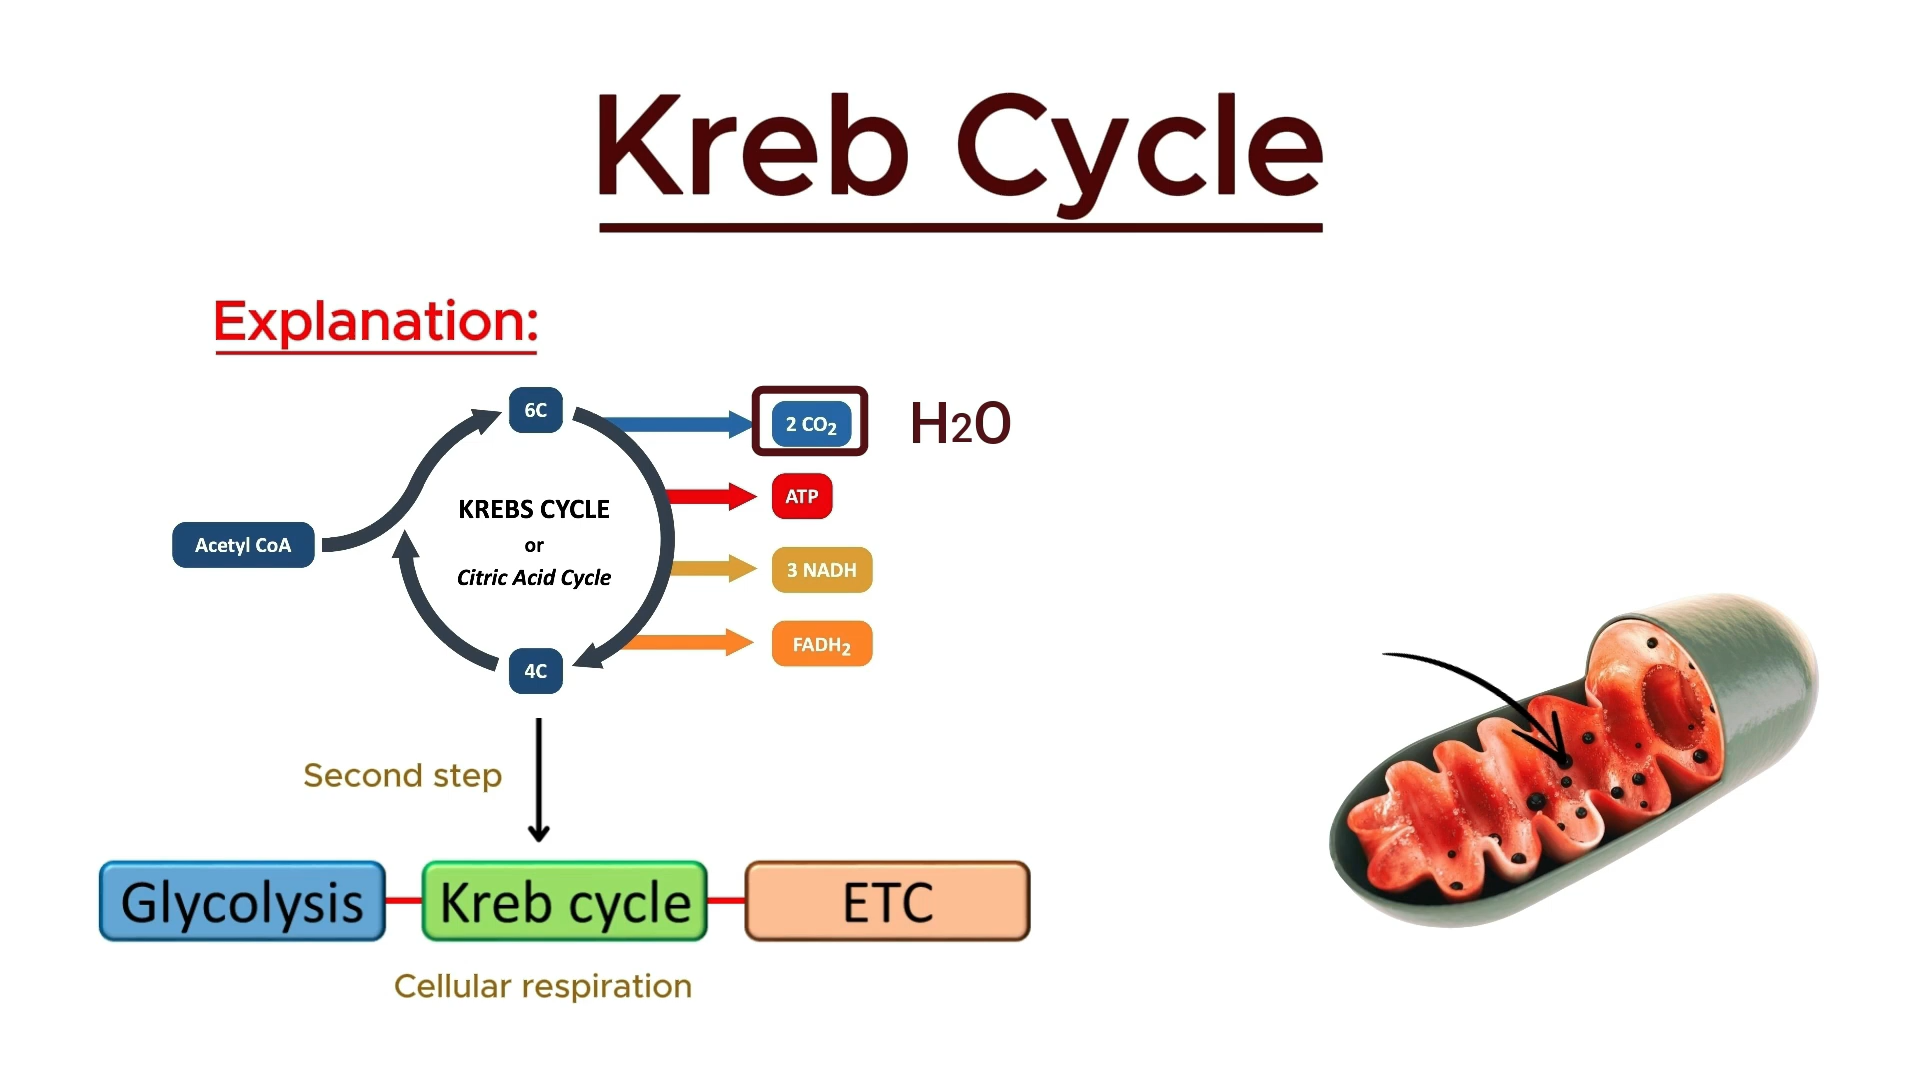 Kreb Cycle
Explanation:
6C
2 CO₂
H2O
ATP
KREBS CYCLE
or
Citric Acid Cycle
Acetyl CoA
3 NADH
FADH₂
4C
Second step
Glycolysis
Kreb cycle
ETC
Cellular respiration